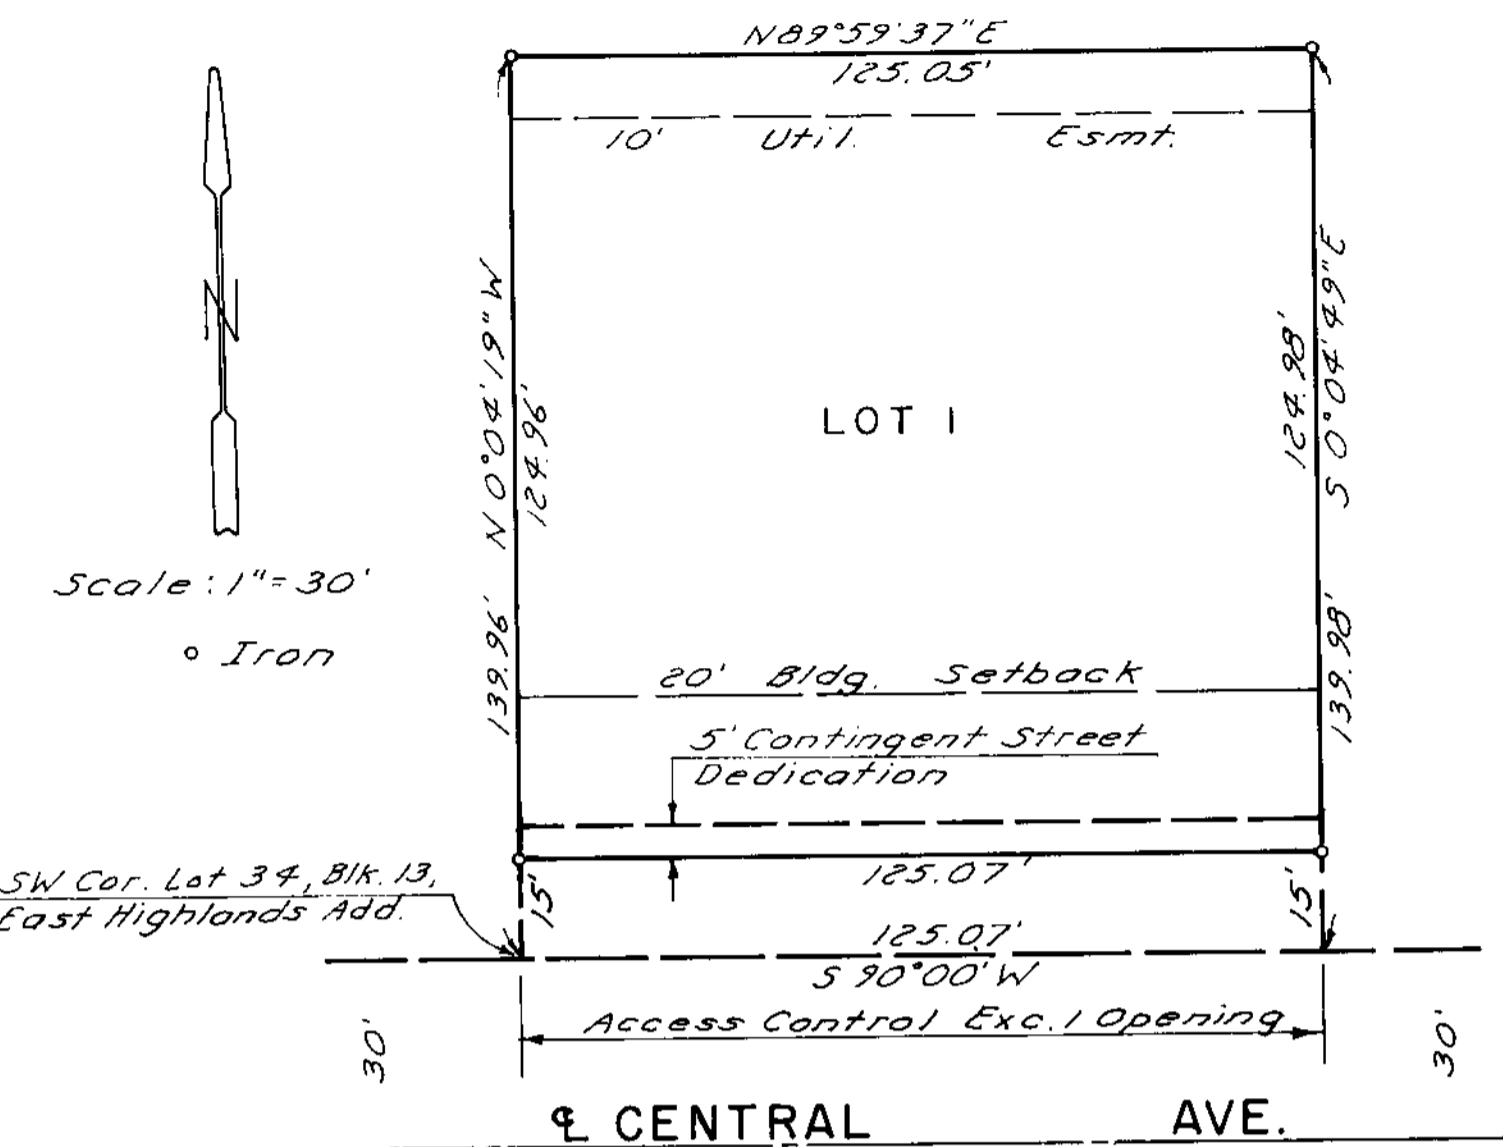 N89°59'37"E
125.05'
10' Util. Esmt.
N 0°04'19" W
124.96'
139.96'
124.98'
S 0°04'49"E
139.98'
LOT 1
N
Scale : 1"= 30'
o Iron
20' Bldg. Setback
5' Contingent Street
Dedication
SW Cor. Lot 34, Blk. 13,
East Highlands Add.
15'
125.07'
15'
125.07'
S 90°00' W
Access Control Exc. 1 Opening
30'
30'
℄ CENTRAL AVE.